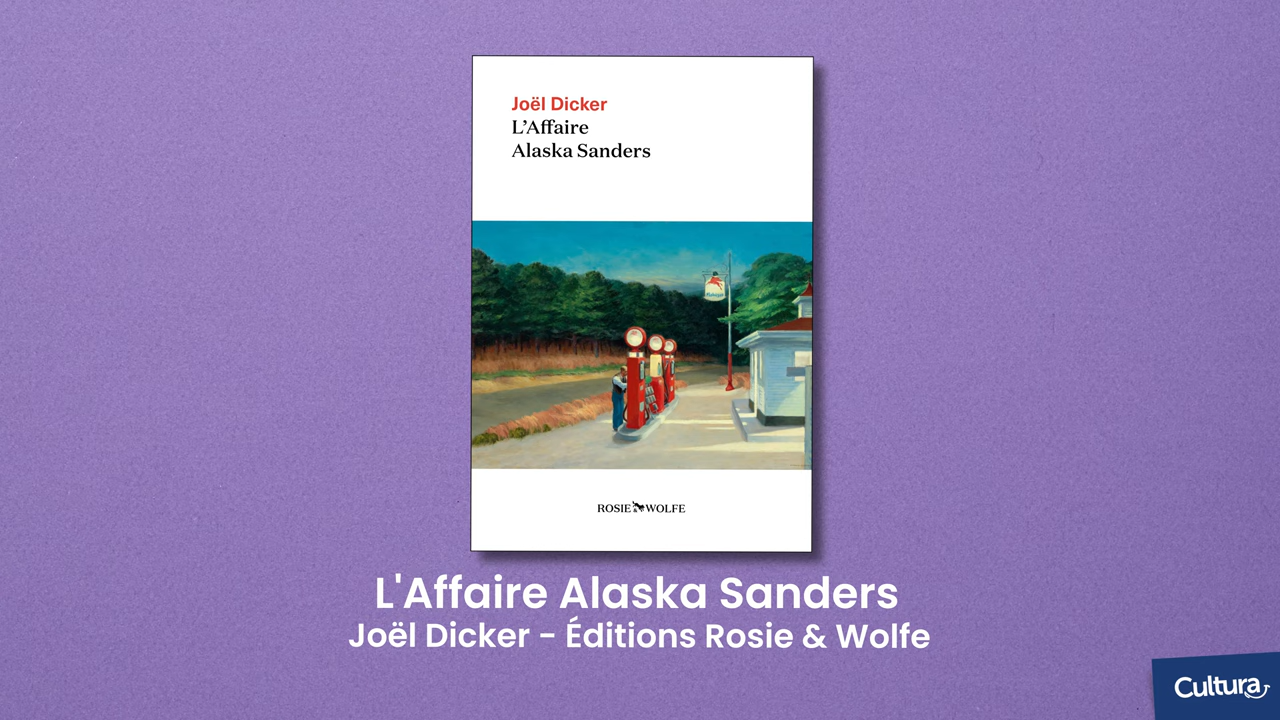 Joël Dicker
L’Affaire
Alaska Sanders
ROSIE & WOLFE
L'Affaire Alaska Sanders
Joël Dicker - Éditions Rosie & Wolfe
Cultura